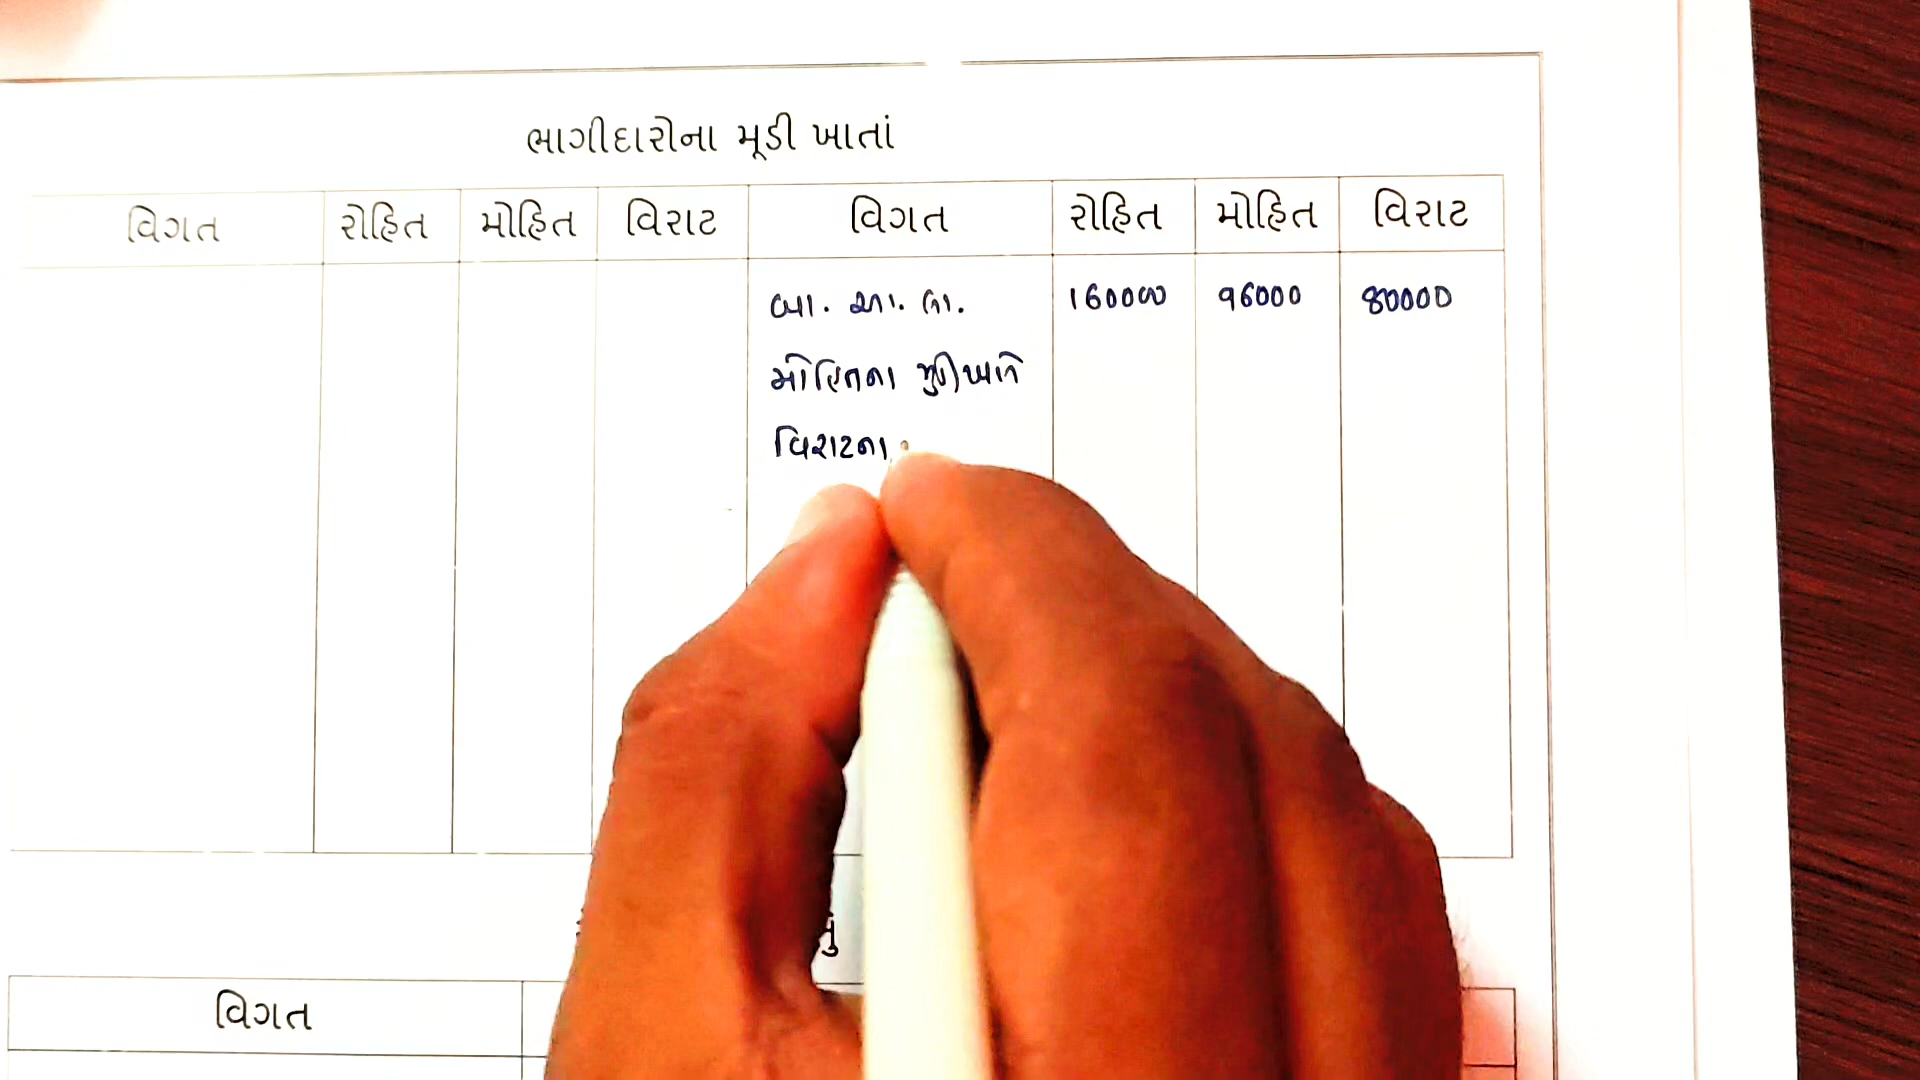 ભાગીદારોના મૂડી ખાતાં
વિગત રોહિત મોહિત વિરાટ વિગત રોહિત મોહિત વિરાટ
બા. આ. લા. 160000 96000 80000
મોહિતના મુડીખાતે
વિરાટના
વિગત